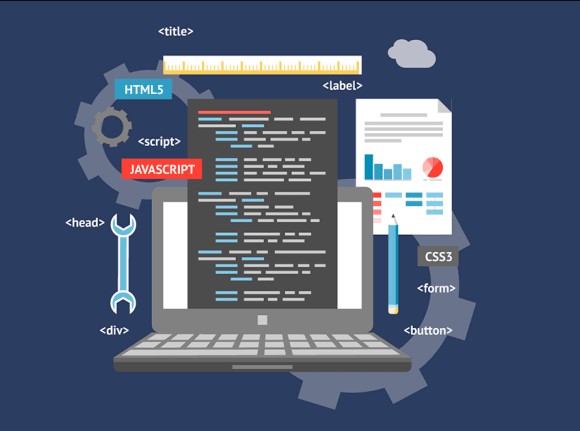 <title>
<label>
HTML5
<script>
JAVASCRIPT
<head>
CSS3
<form>
<div>
<button>